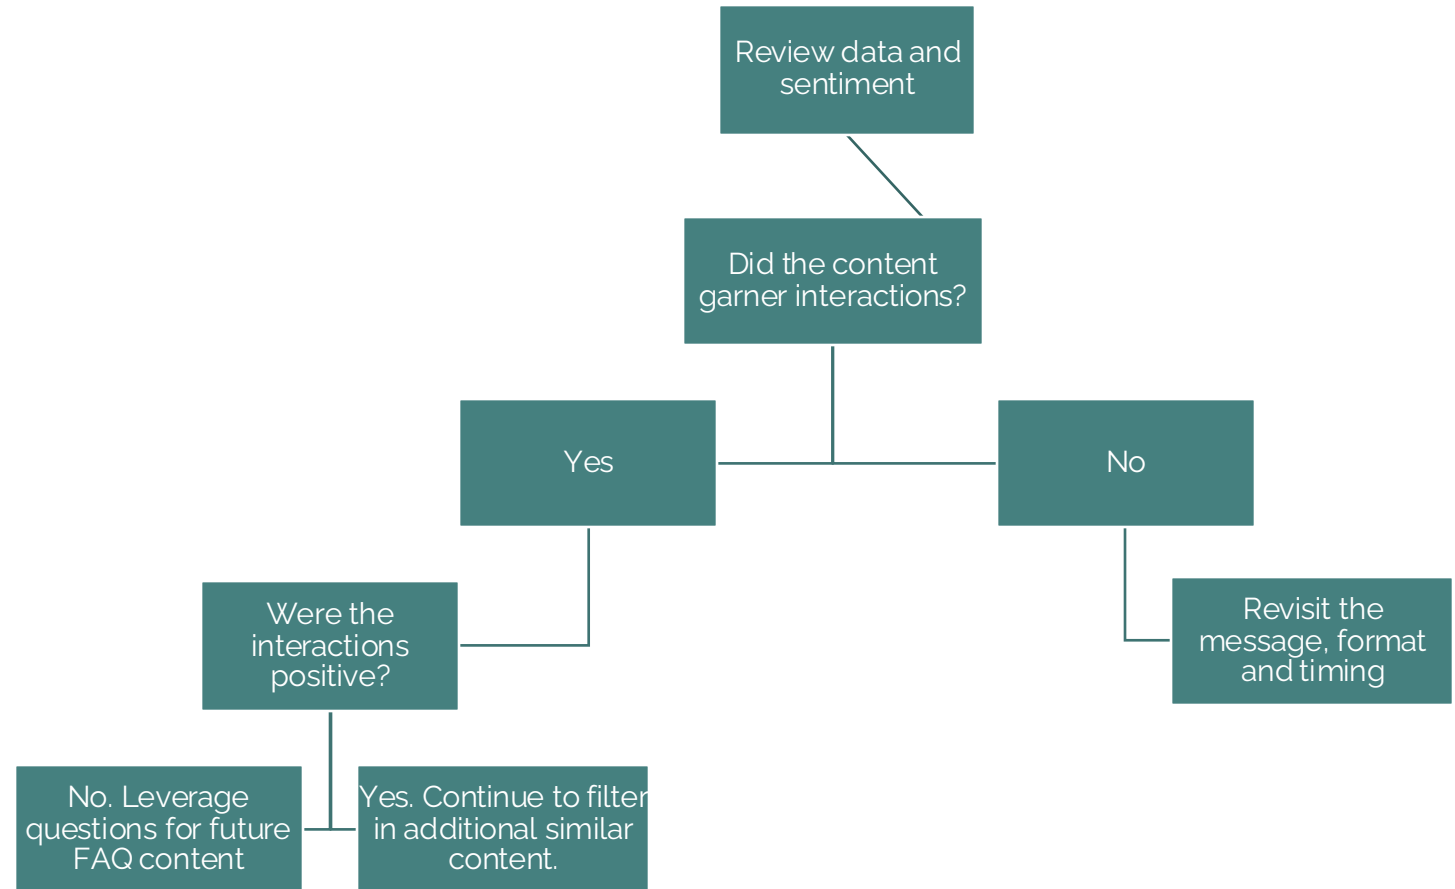 Review data and
sentiment
Did the content
garner interactions?
Yes
No
Were the
interactions
positive?
Revisit the
message, format
and timing
No. Leverage
questions for future
FAQ content
Yes. Continue to filter
in additional similar
content.